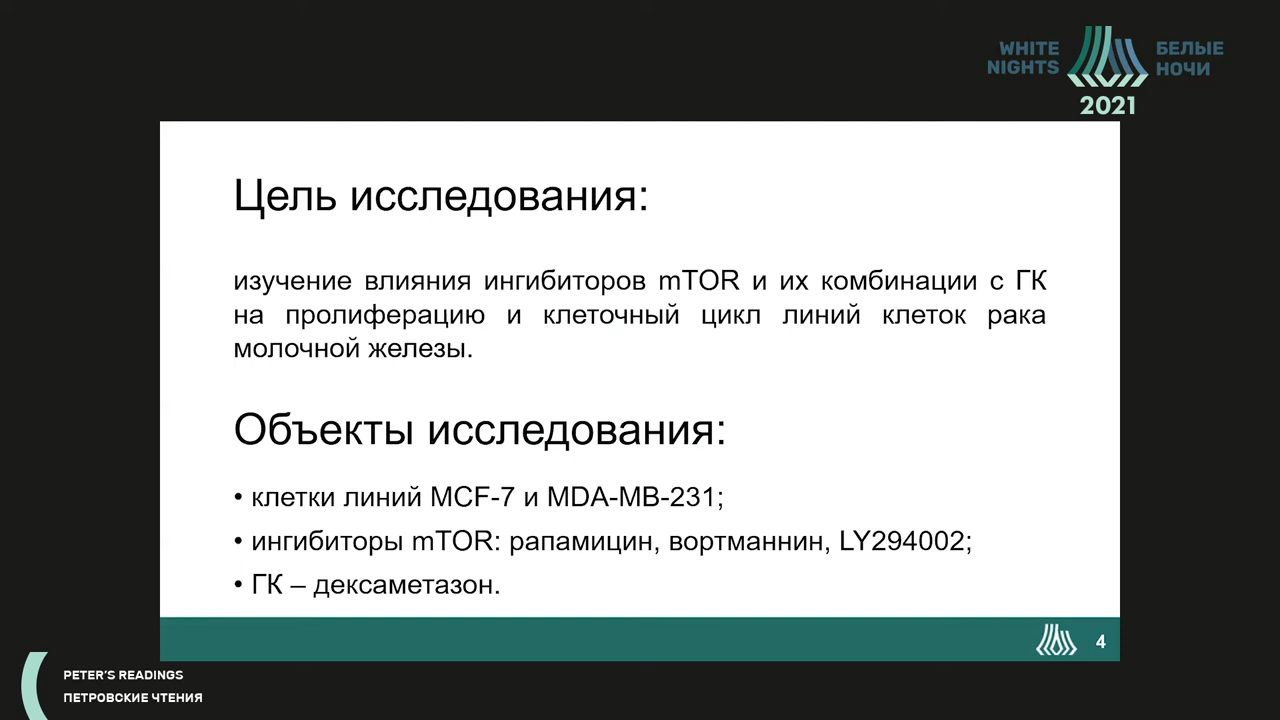 WHITE NIGHTS
БЕЛЫЕ НОЧИ
2021
Цель исследования:
изучение влияния ингибиторов mTOR и их комбинации с ГК
на пролиферацию и клеточный цикл линий клеток рака
молочной железы.
Объекты исследования:
• клетки линий MCF-7 и MDA-MB-231;
• ингибиторы mTOR: рапамицин, вортманнин, LY294002;
• ГК – дексаметазон.
4
PETER'S READINGS
ПЕТРОВСКИЕ ЧТЕНИЯ